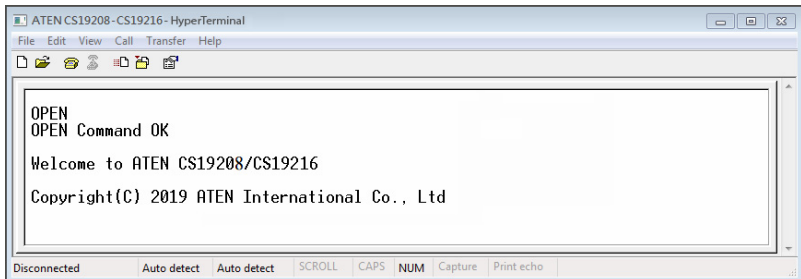 ATEN CS19208-CS19216 - HyperTerminal
File Edit View Call Transfer Help
OPEN
OPEN Command OK
Welcome to ATEN CS19208/CS19216
Copyright(C) 2019 ATEN International Co., Ltd
Disconnected Auto detect Auto detect SCROLL CAPS NUM Capture Print echo